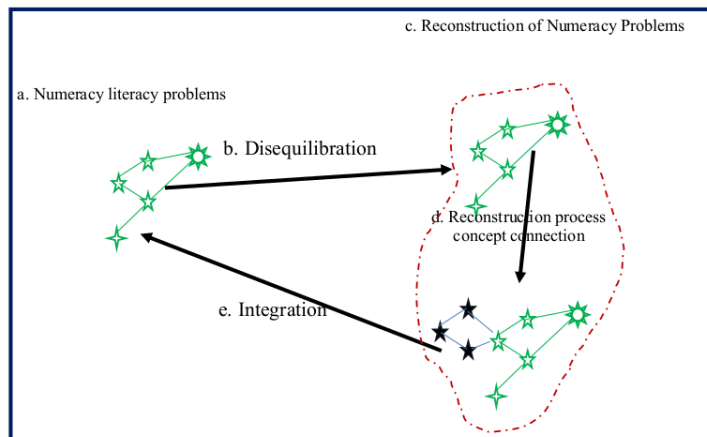 c. Reconstruction of Numeracy Problems
a. Numeracy literacy problems
b. Disequilibration
d. Reconstruction process
concept connection
e. Integration